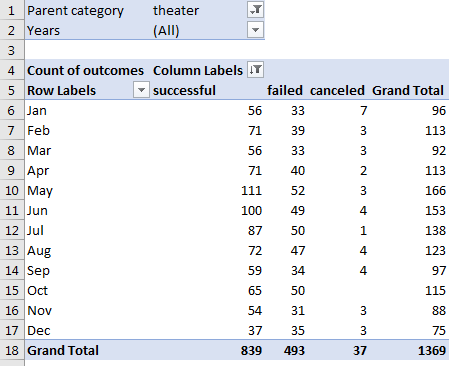 1 Parent category theater
2 Years (All)
3
4 Count of outcomes Column Labels
5 Row Labels successful failed canceled Grand Total
6 Jan 56 33 7 96
7 Feb 71 39 3 113
8 Mar 56 33 3 92
9 Apr 71 40 2 113
10 May 111 52 3 166
11 Jun 100 49 4 153
12 Jul 87 50 1 138
13 Aug 72 47 4 123
14 Sep 59 34 4 97
15 Oct 65 50 115
16 Nov 54 31 3 88
17 Dec 37 35 3 75
18 Grand Total 839 493 37 1369